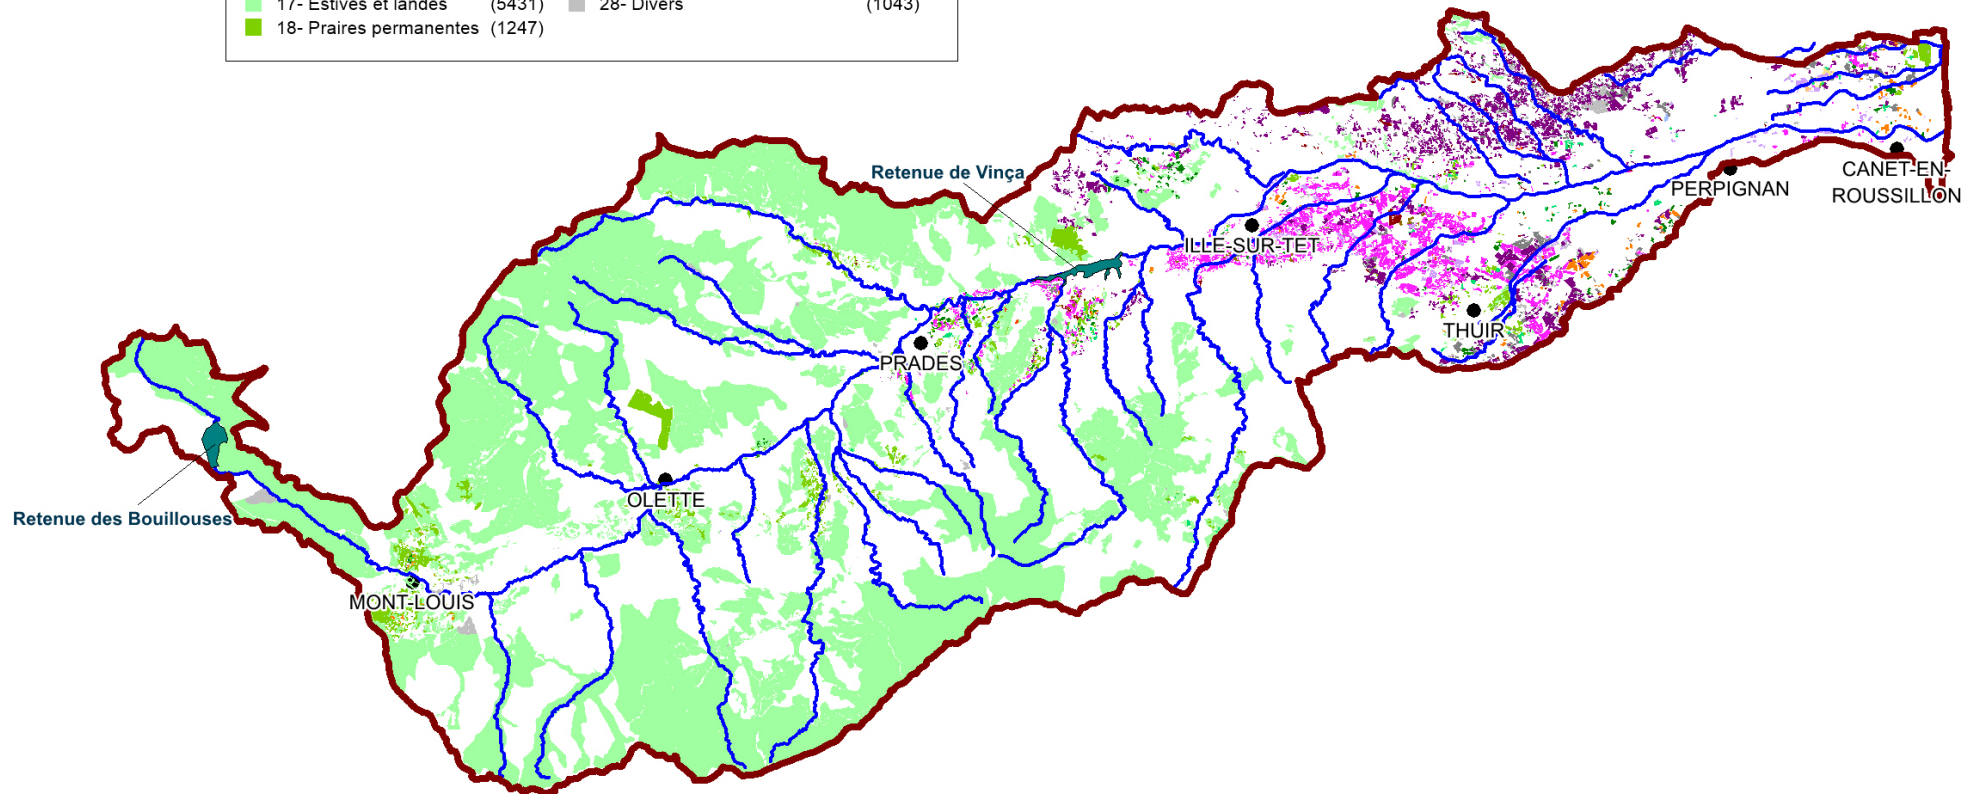 17- Estives et landes (5431) 28- Divers (1043)
18- Praires permanentes (1247)
Retenue de Vinça
CANET-EN-
ROUSSILLON
PERPIGNAN
ILLE-SUR-TET
THUIR
PRADES
OLETTE
Retenue des Bouillouses
MONT-LOUIS